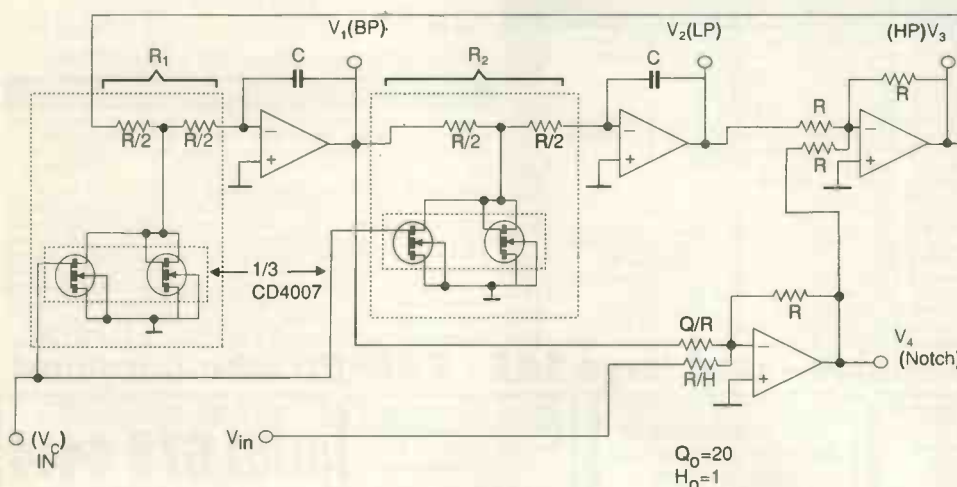 V₁(BP).
V₂(LP)
(HP)V₃
R₁
C
R₂
C
R
R/2
R/2
R/2
R/2
R
R
−
+
−
+
−
+
1/3
CD4007
R
Q/R
R/H
−
+
V₄
(Notch)
(V_C)
IN
Vin
Q₀=20
H₀=1